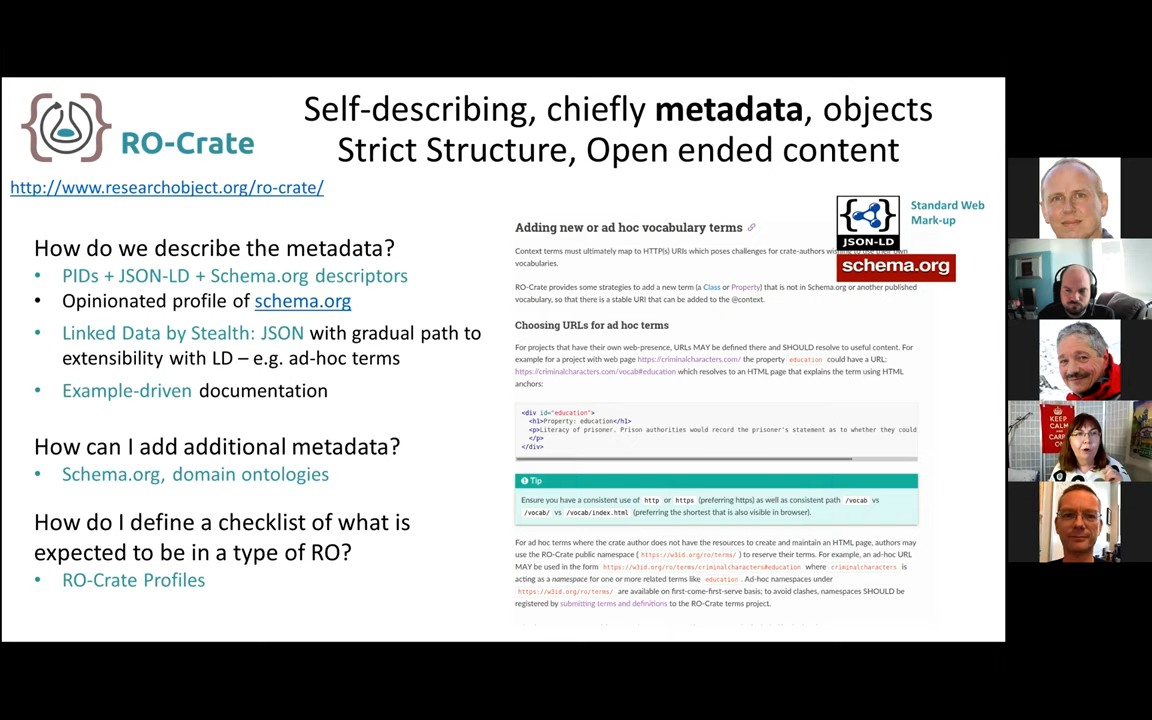 Self-describing, chiefly metadata, objects
Strict Structure, Open ended content
RO-Crate
http://www.researchobject.org/ro-crate/
How do we describe the metadata?
• PIDs + JSON-LD + Schema.org descriptors
• Opinionated profile of schema.org
• Linked Data by Stealth: JSON with gradual path to
extensibility with LD – e.g. ad-hoc terms
• Example-driven documentation
How can I add additional metadata?
• Schema.org, domain ontologies
How do I define a checklist of what is
expected to be in a type of RO?
• RO-Crate Profiles
JSON-LD
Standard Web
Mark-up
schema.org
Adding new or ad hoc vocabulary terms
Context terms must ultimately map to HTTP(s) URIs which poses challenges for crate-authors wishing to use their own
vocabularies.
RO-Crate provides some strategies to add a new term (a Class or Property) that is not in Schema.org or another published
vocabulary, so that there is a stable URI that can be added to the @context.
Choosing URLs for ad hoc terms
For projects that have their own web-presence, URLs MAY be defined there and SHOULD resolve to useful content. For
example for a project with web page https://criminalcharacters.com/ the property education could have a URL:
https://criminalcharacters.com/vocab#education which resolves to an HTML page that explains the term using HTML
anchors:
<div id="education">
<h1>Property: education</h1>
<p>Literacy of prisoner. Prison authorities would record the prisoner's statement as to whether they could
</p>
</div>
Tip
Ensure you have a consistent use of http or https (preferring https) as well as consistent path /vocab vs
/vocab/ vs /vocab/index.html (preferring the shortest that is also visible in browser).
For ad hoc terms where the crate author does not have the resources to create and maintain an HTML page, authors may
use the RO-Crate public namespace ( https://w3id.org/ro/terms/ ) to reserve their terms. For example, an ad-hoc URL
MAY be used in the form https://w3id.org/ro/terms/criminalcharacters#education where criminalcharacters is
acting as a namespace for one or more related terms like education . Ad-hoc namespaces under
https://w3id.org/ro/terms/ are available on first-come-first-serve basis; to avoid clashes, namespaces SHOULD be
registered by submitting terms and definitions to the RO-Crate terms project.
KEEP
CALM
AND
CARRY